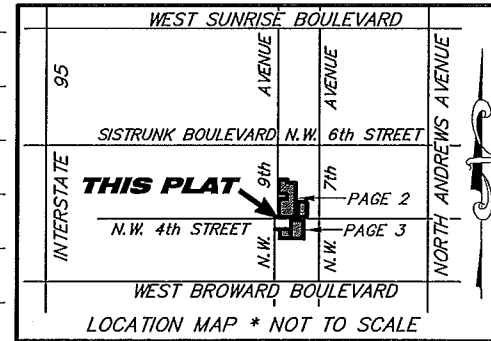 WEST SUNRISE BOULEVARD
INTERSTATE 95
AVENUE
AVENUE
NORTH ANDREWS AVENUE
SISTRUNK BOULEVARD N.W. 6th STREET
9th
7th
THIS PLAT
PAGE 2
N.W. 4th STREET
PAGE 3
N.W.
N.W.
WEST BROWARD BOULEVARD
LOCATION MAP * NOT TO SCALE